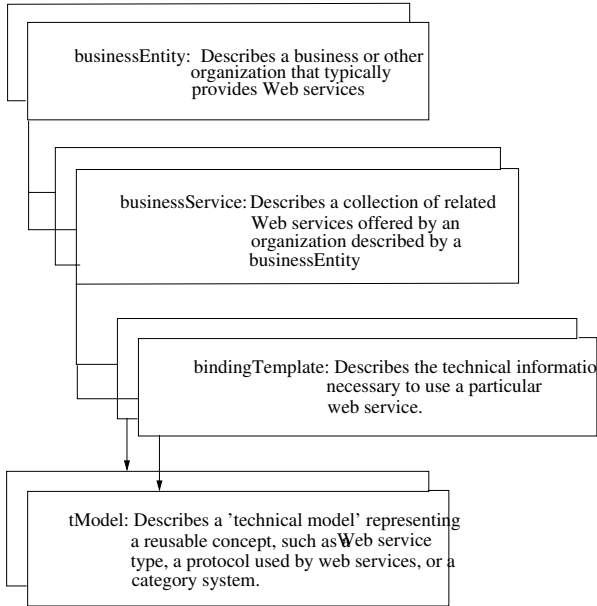 businessEntity: Describes a business or other
organization that typically
provides Web services
businessService: Describes a collection of related
Web services offered by an
organization described by a
businessEntity
bindingTemplate: Describes the technical informatio
necessary to use a particular
web service.
tModel: Describes a ’technical model’ representing
a reusable concept, such as a Web service
type, a protocol used by web services, or a
category system.